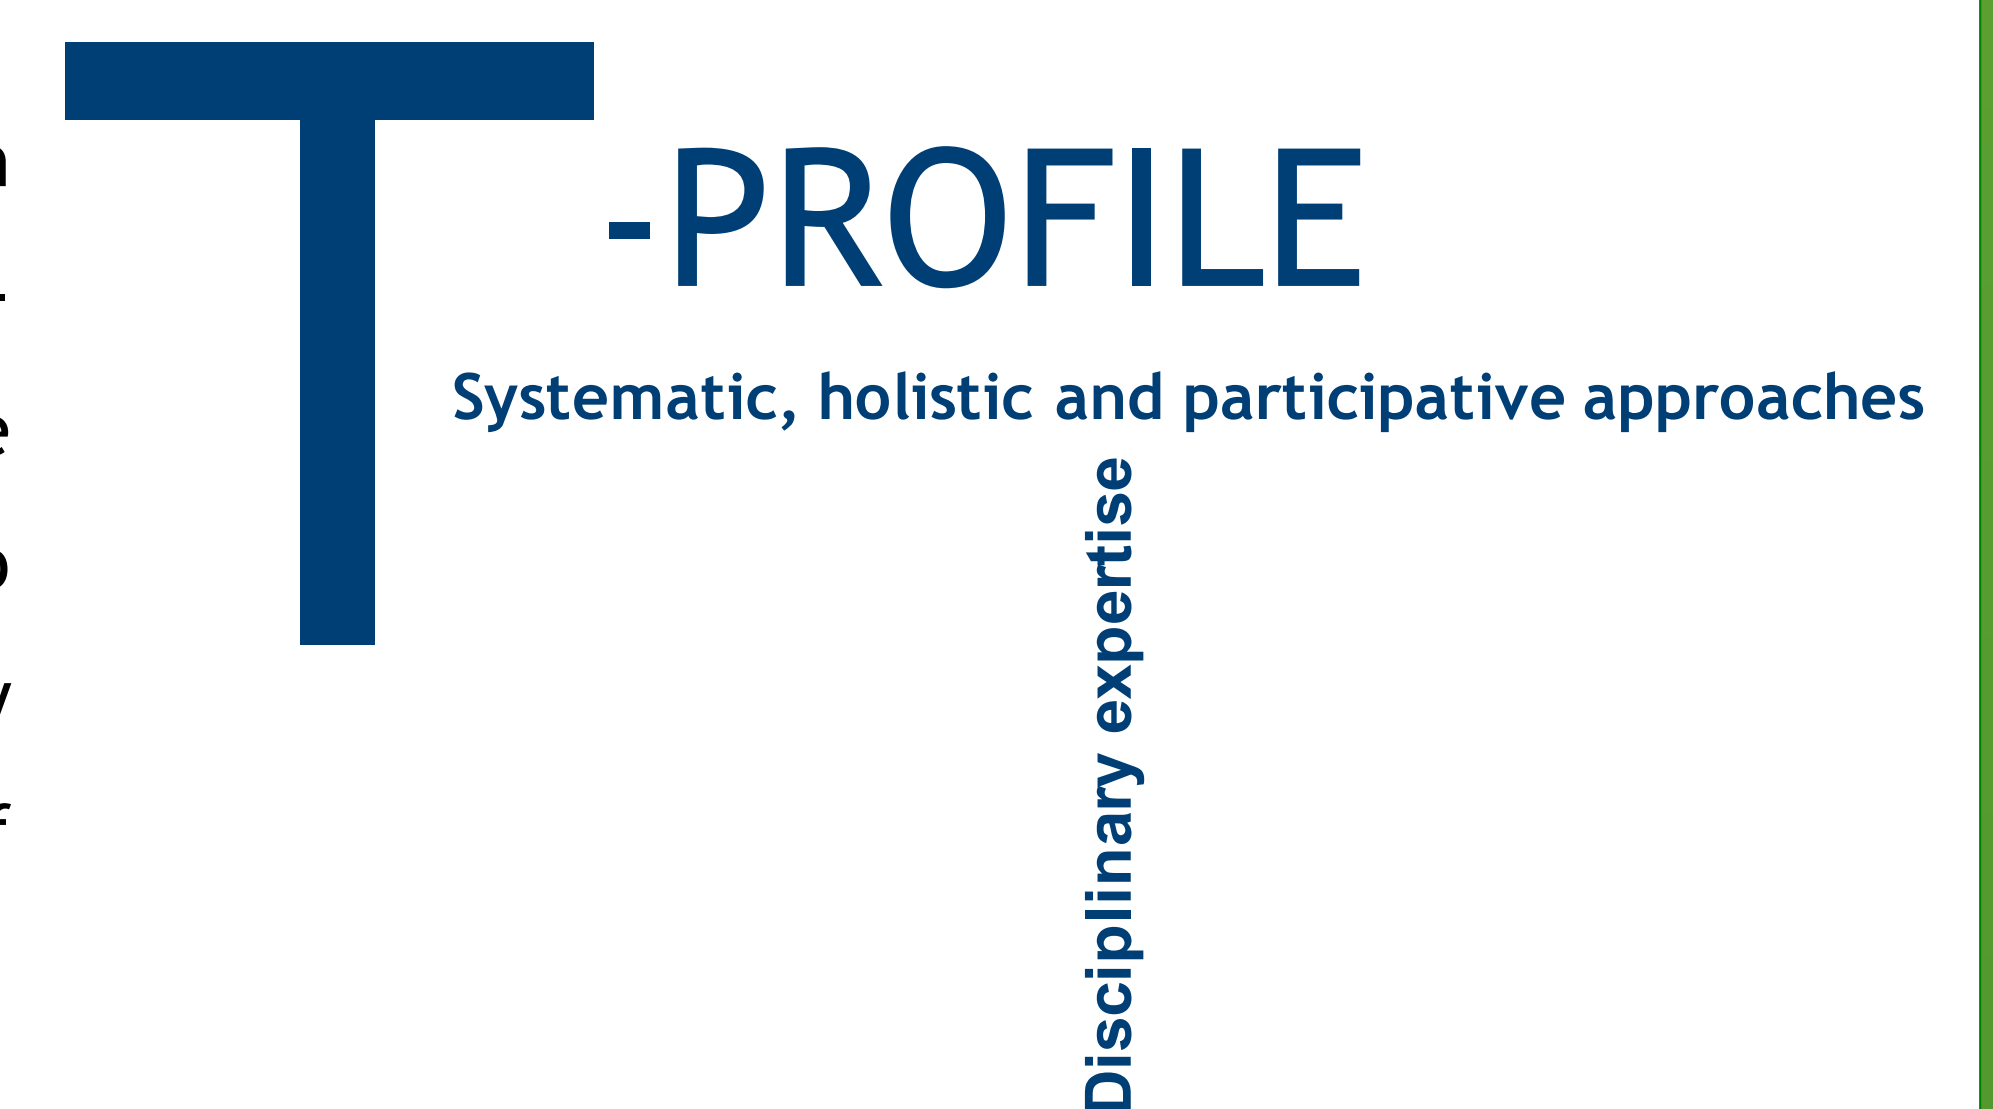 T-PROFILE
Systematic, holistic and participative approaches
Disciplinary expertise